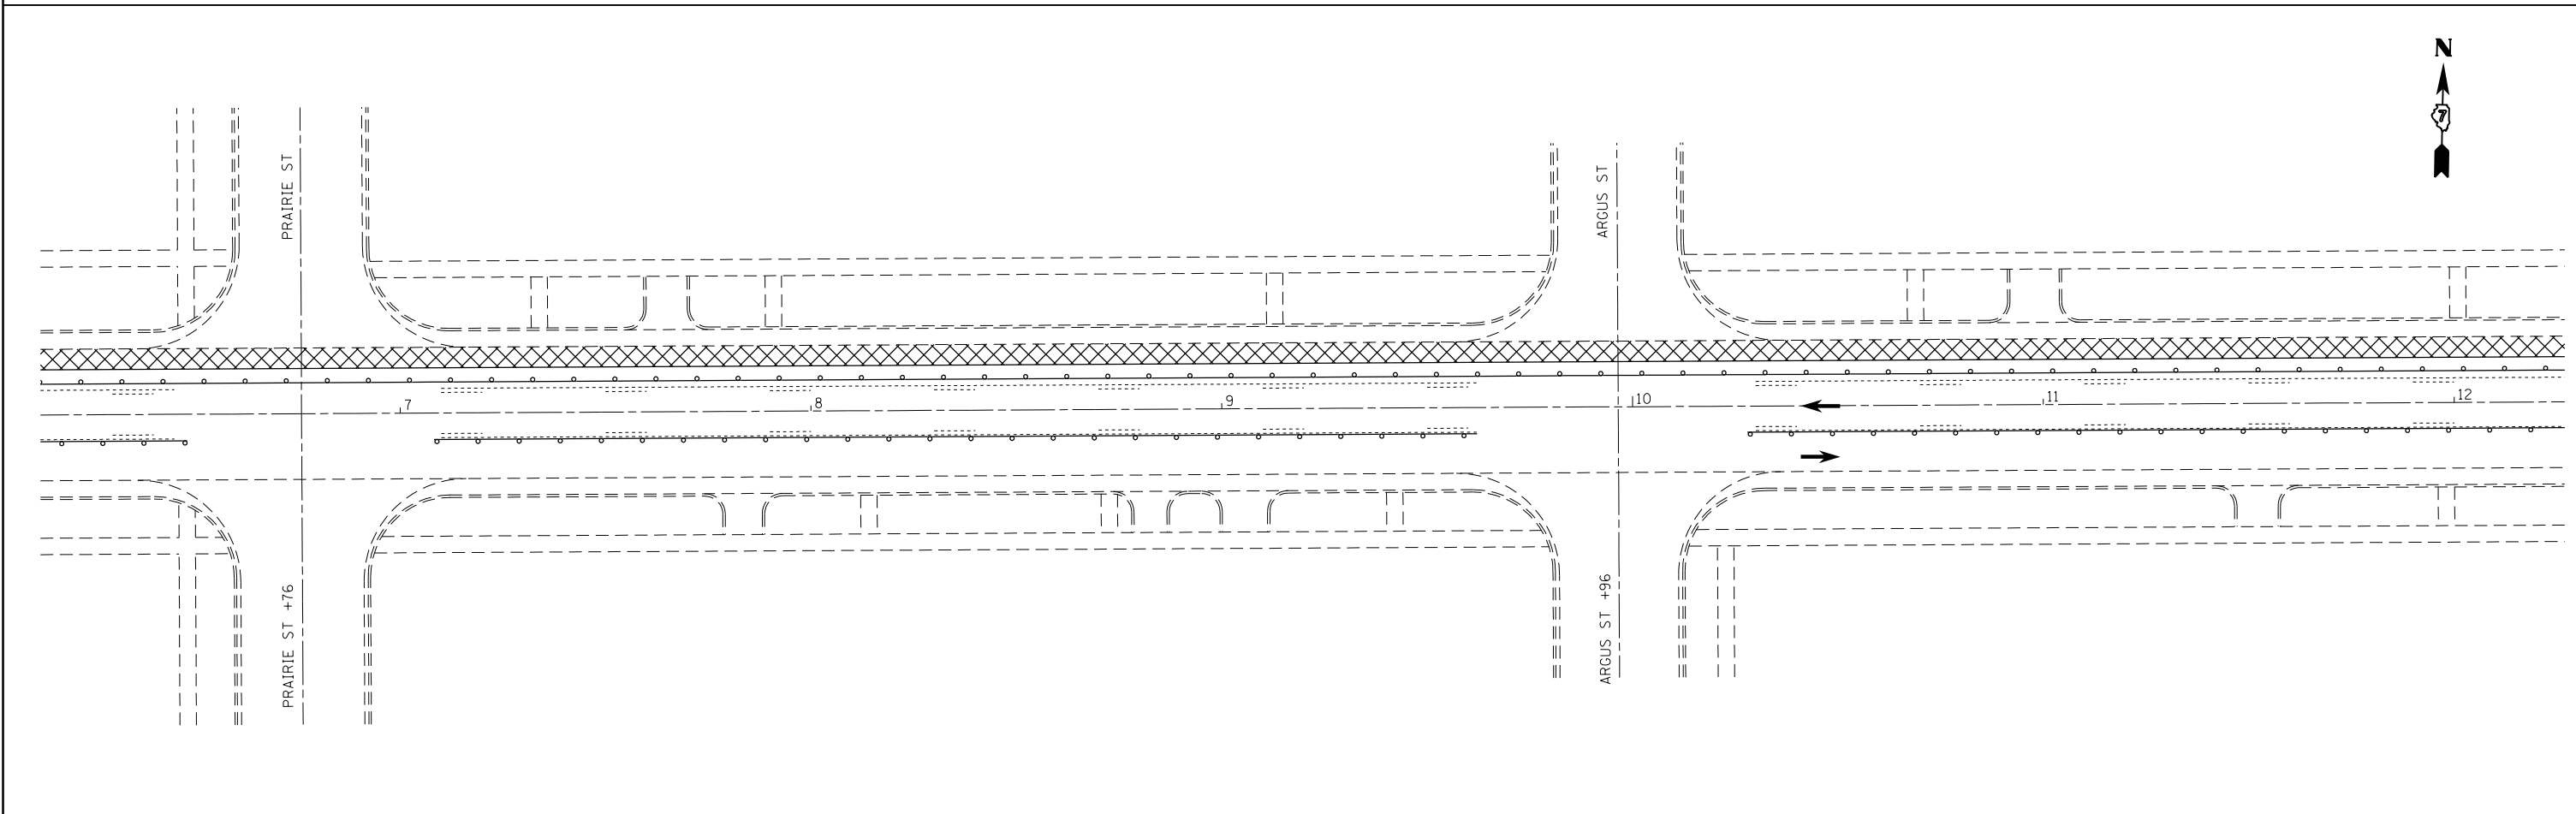 N
7
PRAIRIE ST
ARGUS ST
7
8
9
10
11
12
PRAIRIE ST +76
ARGUS ST +96